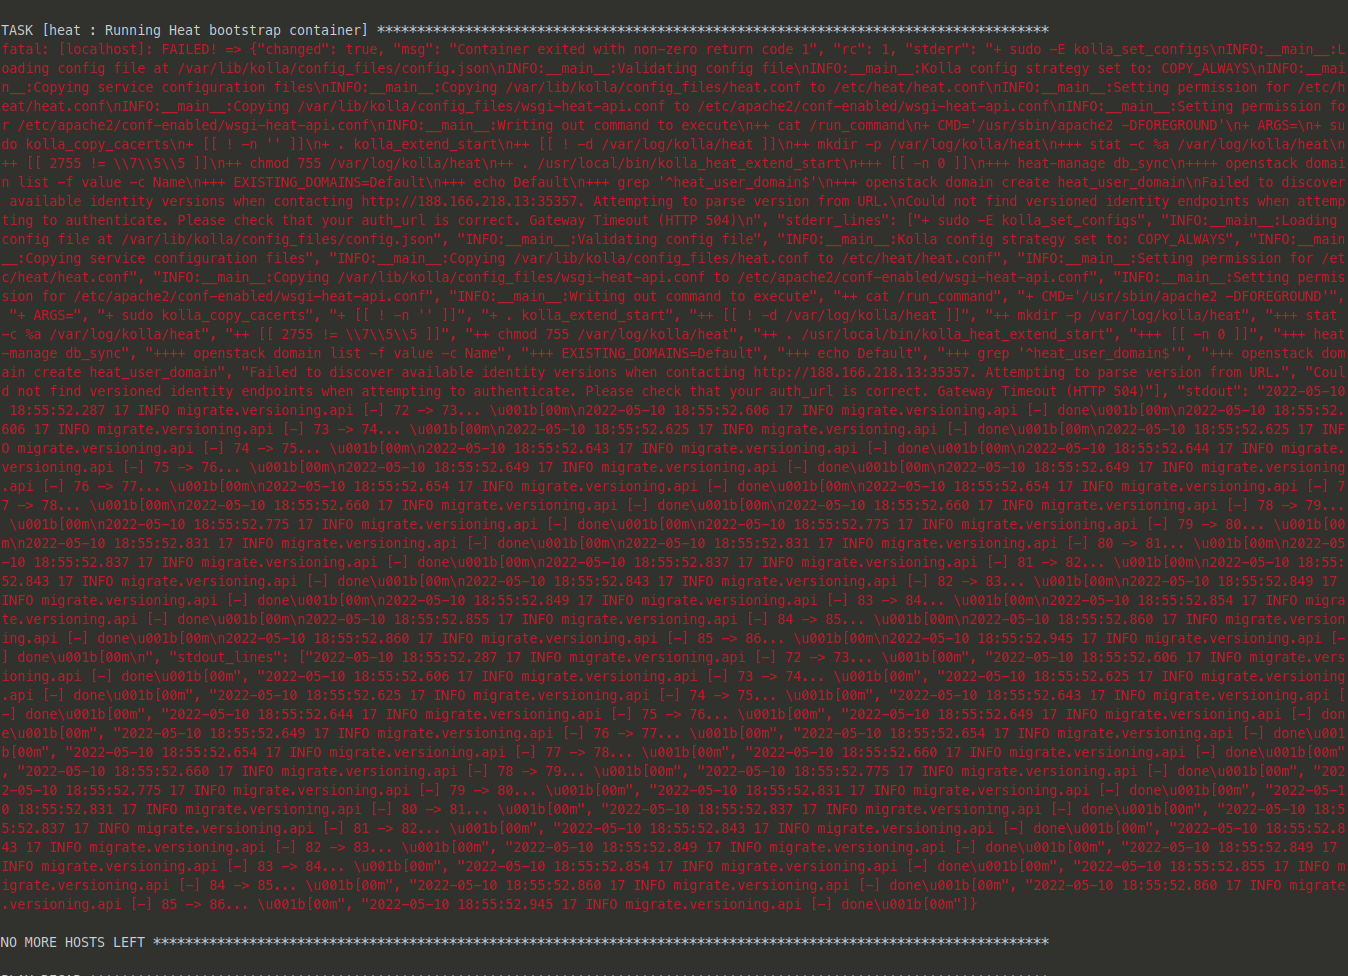 TASK [heat : Running Heat bootstrap container] ************************************************************************************
fatal: [localhost]: FAILED! => {"changed": true, "msg": "Container exited with non-zero return code 1", "rc": 1, "stderr": "+ sudo -E kolla_set_configs\nINFO:__main__:L
oading config file at /var/lib/kolla/config_files/config.json\nINFO:__main__:Validating config file\nINFO:__main__:Kolla config strategy set to: COPY_ALWAYS\nINFO:__mai
n__:Copying service configuration files\nINFO:__main__:Copying /var/lib/kolla/config_files/heat.conf to /etc/heat/heat.conf\nINFO:__main__:Setting permission for /etc/h
eat/heat.conf\nINFO:__main__:Copying /var/lib/kolla/config_files/wsgi-heat-api.conf to /etc/apache2/conf-enabled/wsgi-heat-api.conf\nINFO:__main__:Setting permission fo
r /etc/apache2/conf-enabled/wsgi-heat-api.conf\nINFO:__main__:Writing out command to execute\n++ cat /run_command\n+ CMD='/usr/sbin/apache2 -DFOREGROUND'\n+ ARGS=\n+ su
do kolla_copy_cacerts\n+ [[ ! -n '' ]]\n+ . kolla_extend_start\n++ [[ ! -d /var/log/kolla/heat ]]\n++ mkdir -p /var/log/kolla/heat\n+++ stat -c %a /var/log/kolla/heat\n
++ [[ 2755 != \\7\\5\\5 ]]\n++ chmod 755 /var/log/kolla/heat\n++ . /usr/local/bin/kolla_heat_extend_start\n+++ [[ -n 0 ]]\n+++ heat-manage db_sync\n++++ openstack domai
n list -f value -c Name\n+++ EXISTING_DOMAINS=Default\n+++ echo Default\n+++ grep '^heat_user_domain$'\n+++ openstack domain create heat_user_domain\nFailed to discover
 available identity versions when contacting http://188.166.218.13:35357. Attempting to parse version from URL.\nCould not find versioned identity endpoints when attemp
ting to authenticate. Please check that your auth_url is correct. Gateway Timeout (HTTP 504)\n", "stderr_lines": ["+ sudo -E kolla_set_configs", "INFO:__main__:Loading 
config file at /var/lib/kolla/config_files/config.json", "INFO:__main__:Validating config file", "INFO:__main__:Kolla config strategy set to: COPY_ALWAYS", "INFO:__main
__:Copying service configuration files", "INFO:__main__:Copying /var/lib/kolla/config_files/heat.conf to /etc/heat/heat.conf", "INFO:__main__:Setting permission for /et
c/heat/heat.conf", "INFO:__main__:Copying /var/lib/kolla/config_files/wsgi-heat-api.conf to /etc/apache2/conf-enabled/wsgi-heat-api.conf", "INFO:__main__:Setting permis
sion for /etc/apache2/conf-enabled/wsgi-heat-api.conf", "INFO:__main__:Writing out command to execute", "++ cat /run_command", "+ CMD='/usr/sbin/apache2 -DFOREGROUND'",
 "+ ARGS=", "+ sudo kolla_copy_cacerts", "+ [[ ! -n '' ]]", "+ . kolla_extend_start", "++ [[ ! -d /var/log/kolla/heat ]]", "++ mkdir -p /var/log/kolla/heat", "+++ stat 
-c %a /var/log/kolla/heat", "++ [[ 2755 != \\7\\5\\5 ]]", "++ chmod 755 /var/log/kolla/heat", "++ . /usr/local/bin/kolla_heat_extend_start", "+++ [[ -n 0 ]]", "+++ heat
-manage db_sync", "++++ openstack domain list -f value -c Name", "+++ EXISTING_DOMAINS=Default", "+++ echo Default", "+++ grep '^heat_user_domain$'", "+++ openstack dom
ain create heat_user_domain", "Failed to discover available identity versions when contacting http://188.166.218.13:35357. Attempting to parse version from URL.", "Coul
d not find versioned identity endpoints when attempting to authenticate. Please check that your auth_url is correct. Gateway Timeout (HTTP 504)"], "stdout": "2022-05-10
 18:55:52.287 17 INFO migrate.versioning.api [-] 72 -> 73... \u001b[00m\n2022-05-10 18:55:52.606 17 INFO migrate.versioning.api [-] done\u001b[00m\n2022-05-10 18:55:52.
606 17 INFO migrate.versioning.api [-] 73 -> 74... \u001b[00m\n2022-05-10 18:55:52.625 17 INFO migrate.versioning.api [-] done\u001b[00m\n2022-05-10 18:55:52.625 17 INF
O migrate.versioning.api [-] 74 -> 75... \u001b[00m\n2022-05-10 18:55:52.643 17 INFO migrate.versioning.api [-] done\u001b[00m\n2022-05-10 18:55:52.644 17 INFO migrate.
versioning.api [-] 75 -> 76... \u001b[00m\n2022-05-10 18:55:52.649 17 INFO migrate.versioning.api [-] done\u001b[00m\n2022-05-10 18:55:52.649 17 INFO migrate.versioning
.api [-] 76 -> 77... \u001b[00m\n2022-05-10 18:55:52.654 17 INFO migrate.versioning.api [-] done\u001b[00m\n2022-05-10 18:55:52.654 17 INFO migrate.versioning.api [-] 7
7 -> 78... \u001b[00m\n2022-05-10 18:55:52.660 17 INFO migrate.versioning.api [-] done\u001b[00m\n2022-05-10 18:55:52.660 17 INFO migrate.versioning.api [-] 78 -> 79...
 \u001b[00m\n2022-05-10 18:55:52.775 17 INFO migrate.versioning.api [-] done\u001b[00m\n2022-05-10 18:55:52.775 17 INFO migrate.versioning.api [-] 79 -> 80... \u001b[00
m\n2022-05-10 18:55:52.831 17 INFO migrate.versioning.api [-] done\u001b[00m\n2022-05-10 18:55:52.831 17 INFO migrate.versioning.api [-] 80 -> 81... \u001b[00m\n2022-05
-10 18:55:52.837 17 INFO migrate.versioning.api [-] done\u001b[00m\n2022-05-10 18:55:52.837 17 INFO migrate.versioning.api [-] 81 -> 82... \u001b[00m\n2022-05-10 18:55:
52.843 17 INFO migrate.versioning.api [-] done\u001b[00m\n2022-05-10 18:55:52.843 17 INFO migrate.versioning.api [-] 82 -> 83... \u001b[00m\n2022-05-10 18:55:52.849 17 
INFO migrate.versioning.api [-] done\u001b[00m\n2022-05-10 18:55:52.849 17 INFO migrate.versioning.api [-] 83 -> 84... \u001b[00m\n2022-05-10 18:55:52.854 17 INFO migra
te.versioning.api [-] done\u001b[00m\n2022-05-10 18:55:52.855 17 INFO migrate.versioning.api [-] 84 -> 85... \u001b[00m\n2022-05-10 18:55:52.860 17 INFO migrate.version
ing.api [-] done\u001b[00m\n2022-05-10 18:55:52.860 17 INFO migrate.versioning.api [-] 85 -> 86... \u001b[00m\n2022-05-10 18:55:52.945 17 INFO migrate.versioning.api [-
] done\u001b[00m\n", "stdout_lines": ["2022-05-10 18:55:52.287 17 INFO migrate.versioning.api [-] 72 -> 73... \u001b[00m", "2022-05-10 18:55:52.606 17 INFO migrate.vers
ioning.api [-] done\u001b[00m", "2022-05-10 18:55:52.606 17 INFO migrate.versioning.api [-] 73 -> 74... \u001b[00m", "2022-05-10 18:55:52.625 17 INFO migrate.versioning
.api [-] done\u001b[00m", "2022-05-10 18:55:52.625 17 INFO migrate.versioning.api [-] 74 -> 75... \u001b[00m", "2022-05-10 18:55:52.643 17 INFO migrate.versioning.api [
-] done\u001b[00m", "2022-05-10 18:55:52.644 17 INFO migrate.versioning.api [-] 75 -> 76... \u001b[00m", "2022-05-10 18:55:52.649 17 INFO migrate.versioning.api [-] don
e\u001b[00m", "2022-05-10 18:55:52.649 17 INFO migrate.versioning.api [-] 76 -> 77... \u001b[00m", "2022-05-10 18:55:52.654 17 INFO migrate.versioning.api [-] done\u001
b[00m", "2022-05-10 18:55:52.654 17 INFO migrate.versioning.api [-] 77 -> 78... \u001b[00m", "2022-05-10 18:55:52.660 17 INFO migrate.versioning.api [-] done\u001b[00m"
, "2022-05-10 18:55:52.660 17 INFO migrate.versioning.api [-] 78 -> 79... \u001b[00m", "2022-05-10 18:55:52.775 17 INFO migrate.versioning.api [-] done\u001b[00m", "202
2-05-10 18:55:52.775 17 INFO migrate.versioning.api [-] 79 -> 80... \u001b[00m", "2022-05-10 18:55:52.831 17 INFO migrate.versioning.api [-] done\u001b[00m", "2022-05-1
0 18:55:52.831 17 INFO migrate.versioning.api [-] 80 -> 81... \u001b[00m", "2022-05-10 18:55:52.837 17 INFO migrate.versioning.api [-] done\u001b[00m", "2022-05-10 18:5
5:52.837 17 INFO migrate.versioning.api [-] 81 -> 82... \u001b[00m", "2022-05-10 18:55:52.843 17 INFO migrate.versioning.api [-] done\u001b[00m", "2022-05-10 18:55:52.8
43 17 INFO migrate.versioning.api [-] 82 -> 83... \u001b[00m", "2022-05-10 18:55:52.849 17 INFO migrate.versioning.api [-] done\u001b[00m", "2022-05-10 18:55:52.849 17 
INFO migrate.versioning.api [-] 83 -> 84... \u001b[00m", "2022-05-10 18:55:52.854 17 INFO migrate.versioning.api [-] done\u001b[00m", "2022-05-10 18:55:52.855 17 INFO m
igrate.versioning.api [-] 84 -> 85... \u001b[00m", "2022-05-10 18:55:52.860 17 INFO migrate.versioning.api [-] done\u001b[00m", "2022-05-10 18:55:52.860 17 INFO migrate
.versioning.api [-] 85 -> 86... \u001b[00m", "2022-05-10 18:55:52.945 17 INFO migrate.versioning.api [-] done\u001b[00m"]}
NO MORE HOSTS LEFT ****************************************************************************************************************